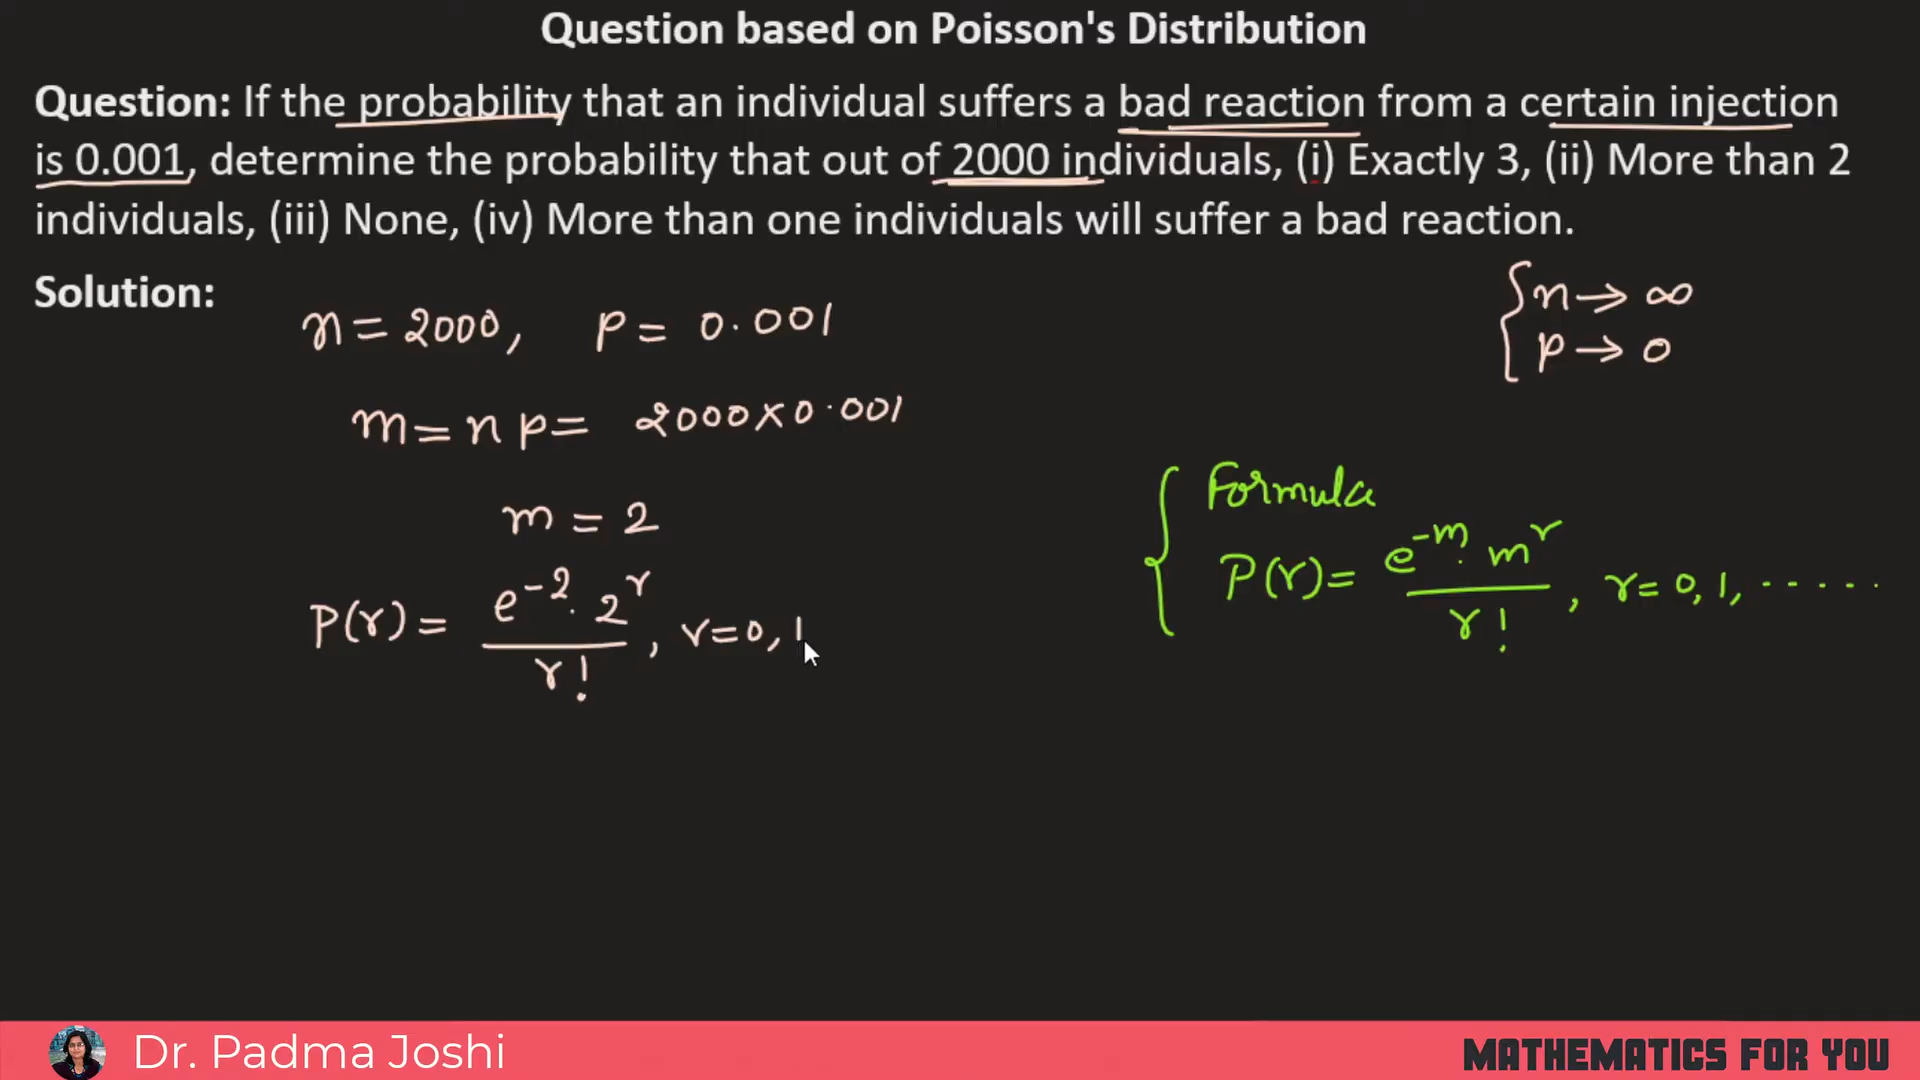 Question based on Poisson's Distribution
Question: If the probability that an individual suffers a bad reaction from a certain injection
is 0.001, determine the probability that out of 2000 individuals, (i) Exactly 3, (ii) More than 2
individuals, (iii) None, (iv) More than one individuals will suffer a bad reaction.
Solution:
n = 2000, p = 0.001
{n → ∞
p → 0
m = n p = 2000 × 0.001
m = 2
P(r) = e^-2 . 2^r / r! , r = 0, 1
{Formula
P(r) = e^-m . m^r / r! , r = 0, 1, ......
Dr. Padma Joshi
MATHEMATICS FOR YOU